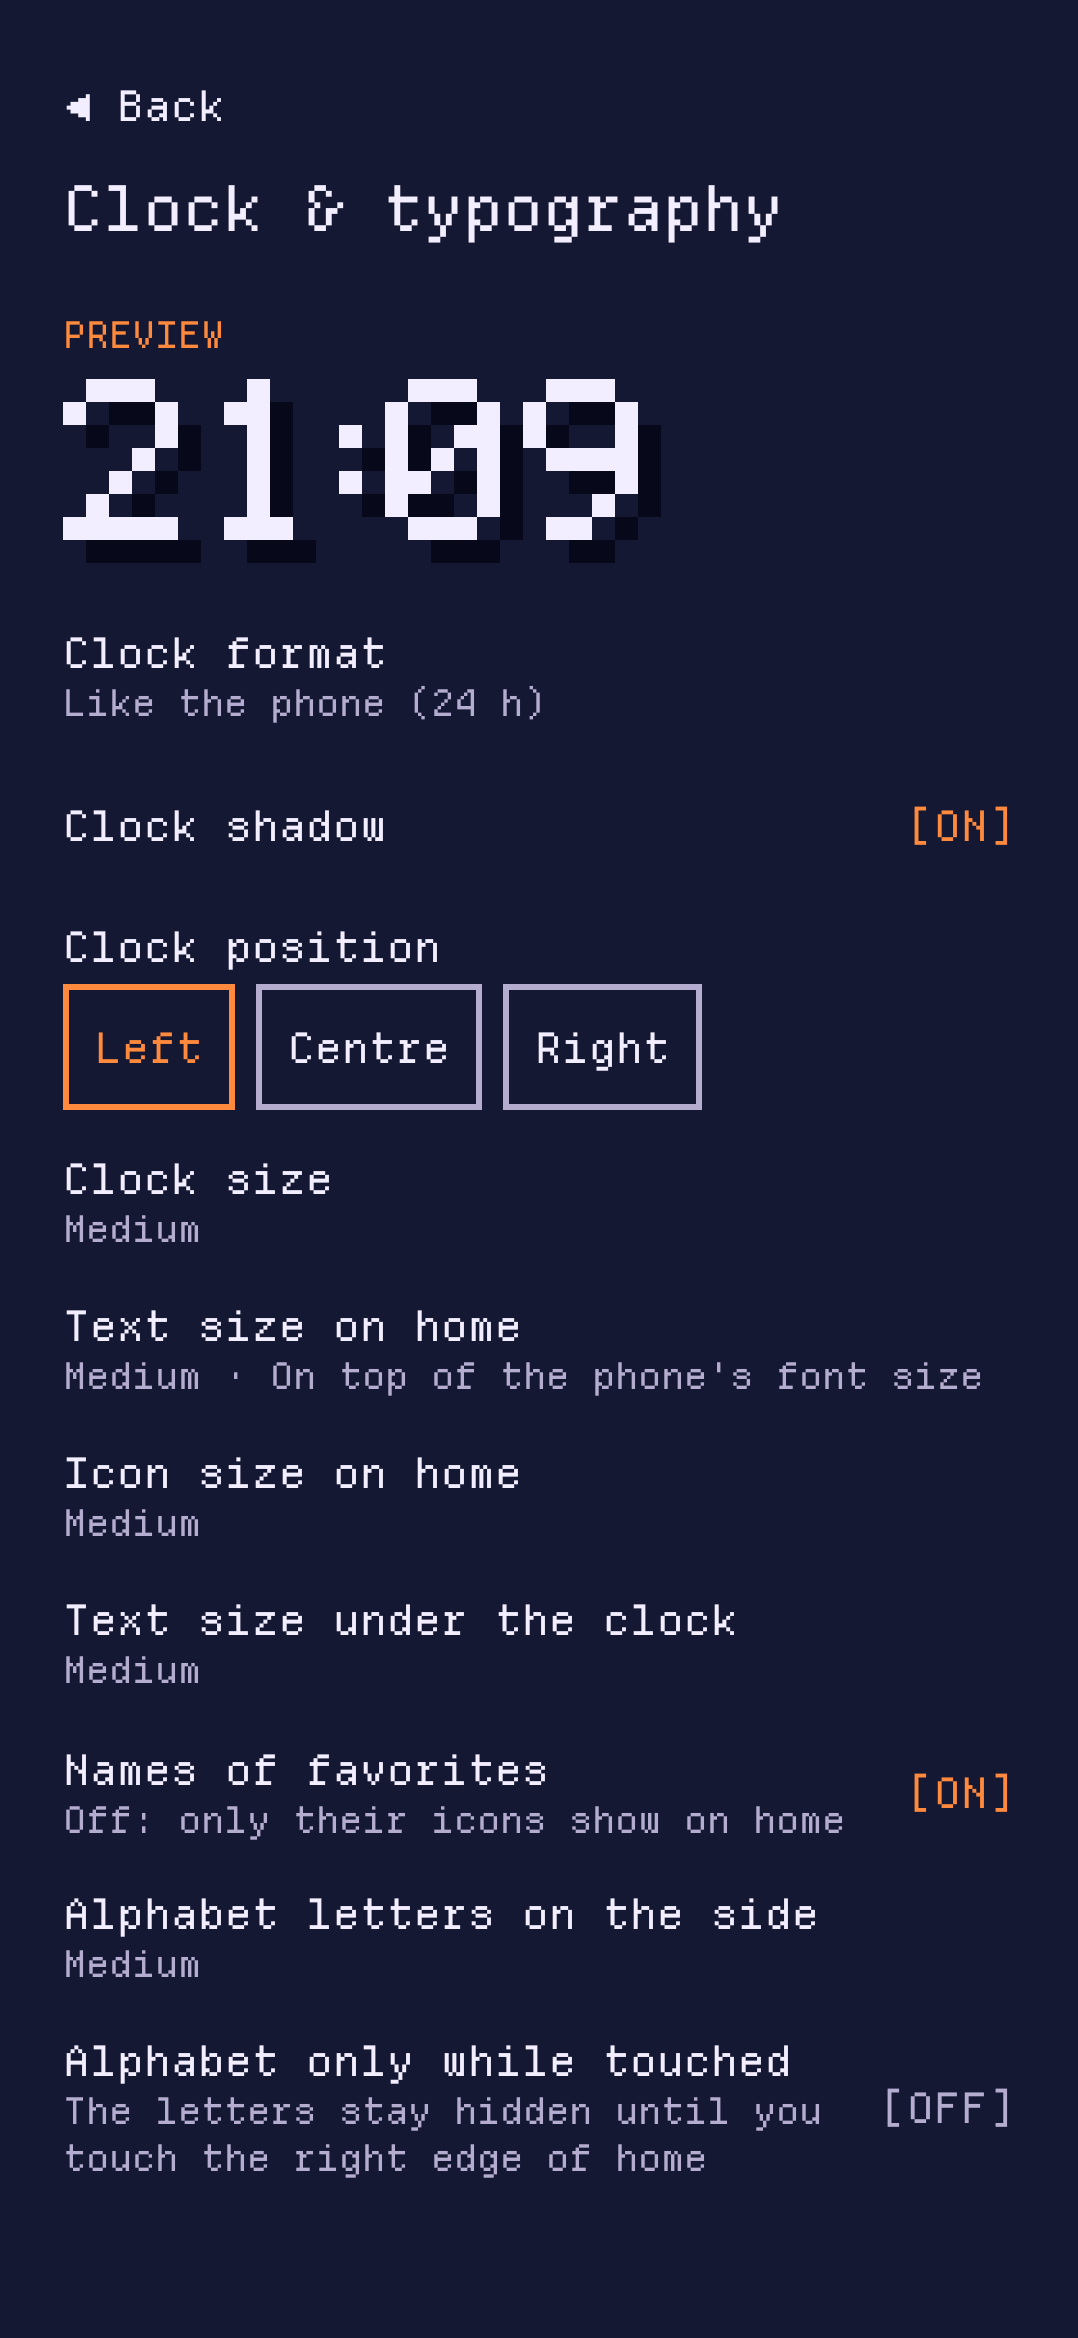 ◀ Back
Clock & typography
PREVIEW
21:09
Clock format
Like the phone (24 h)
Clock shadow [ON]
Clock position
Left Centre Right
Clock size
Medium
Text size on home
Medium · On top of the phone's font size
Icon size on home
Medium
Text size under the clock
Medium
Names of favorites
Off: only their icons show on home [ON]
Alphabet letters on the side
Medium
Alphabet only while touched
The letters stay hidden until you [OFF]
touch the right edge of home